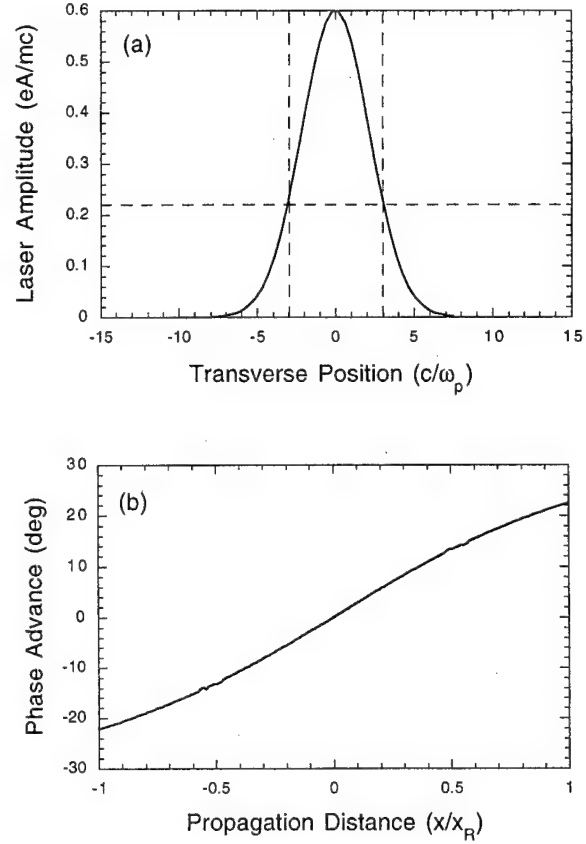 0.6
(a)
0.5
0.4
0.3
0.2
0.1
0
Laser Amplitude (eA/mc)
-15 -10 -5 0 5 10 15
Transverse Position (c/ω_p)
30
(b)
20
10
0
-10
-20
-30
Phase Advance (deg)
-1 -0.5 0 0.5 1
Propagation Distance (x/x_R)